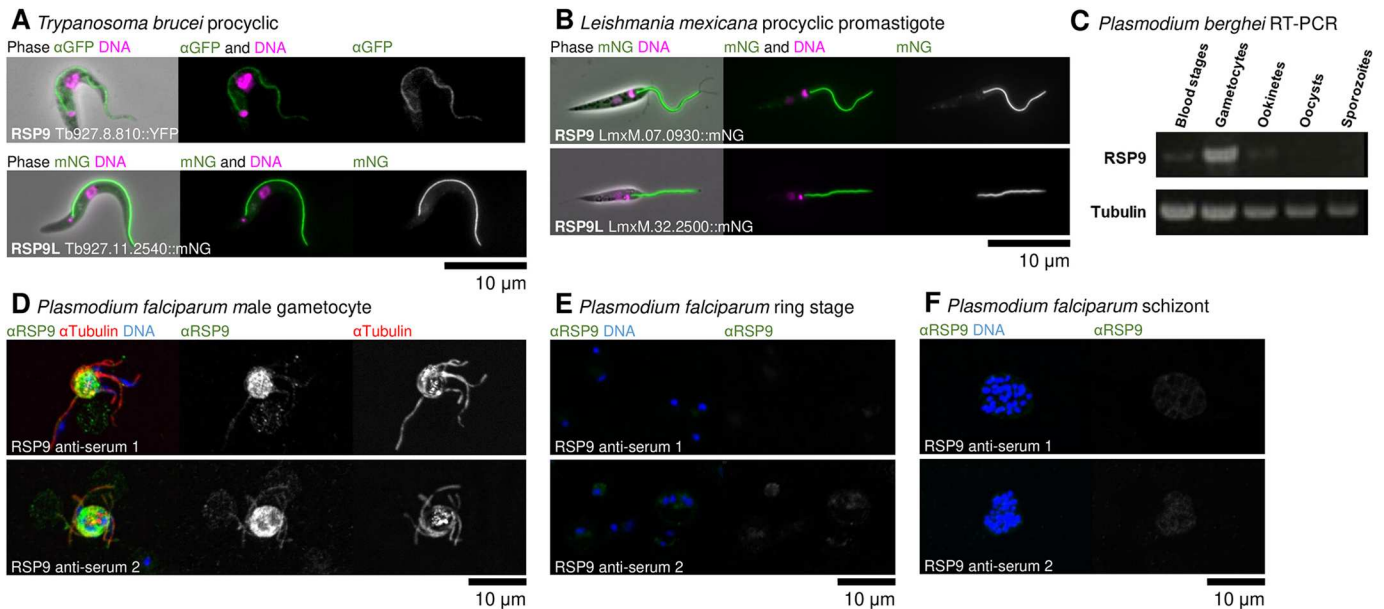 A Trypanosoma brucei procyclic
Phase αGFP DNA αGFP and DNA αGFP
RSP9 Tb927.8.810::YFP
Phase mNG DNA mNG and DNA mNG
RSP9L Tb927.11.2540::mNG
10 µm
B Leishmania mexicana procyclic promastigote
Phase mNG DNA mNG and DNA mNG
RSP9 LmxM.07.0930::mNG
RSP9L LmxM.32.2500::mNG
10 µm
C Plasmodium berghei RT-PCR
Blood stages
Gametocytes
Ookinetes
Oocysts
Sporozoites
RSP9
Tubulin
D Plasmodium falciparum male gametocyte
αRSP9 αTubulin DNA αRSP9 αTubulin
RSP9 anti-serum 1
RSP9 anti-serum 2
10 µm
E Plasmodium falciparum ring stage
αRSP9 DNA αRSP9
RSP9 anti-serum 1
RSP9 anti-serum 2
10 µm
F Plasmodium falciparum schizont
αRSP9 DNA αRSP9
RSP9 anti-serum 1
RSP9 anti-serum 2
10 µm